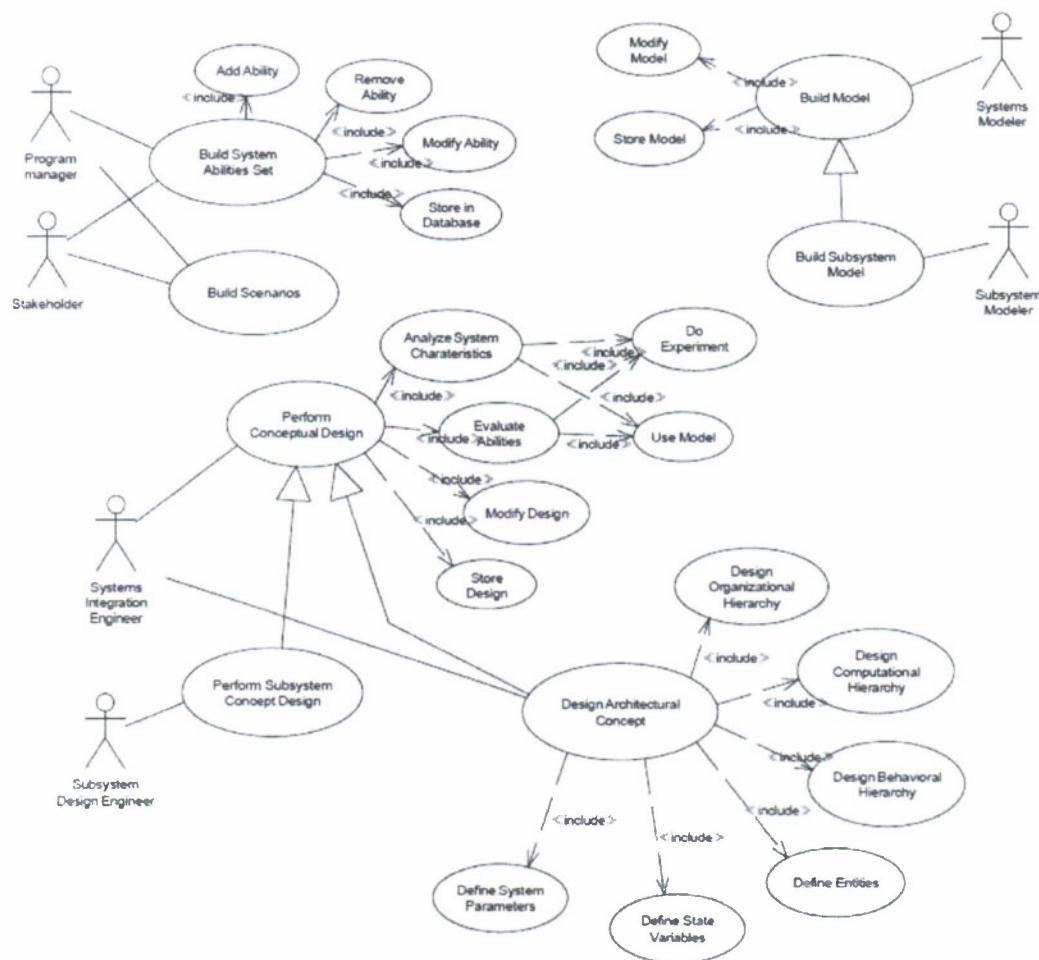 Add Ability
<include>
Remove
Ability
Program
manager
Build System
Abilities Set
<include>
<include>
Modify Ability
<include>
Store in
Database
Stakeholder
Build Scenarios
Modify
Model
<include>
Build Model
Systems
Modeler
Store Model
<include>
Build Subsystem
Model
Subsystem
Modeler
Analyze System
Charateristics
<include>
<include>
Do
Experiment
<include>
<include>
Perform
Conceptual Design
<include>
Evaluate
Abilities
<include>
Use Model
<include>
Modify Design
<include>
Store
Design
Systems
Integration
Engineer
Perform Subsystem
Concept Design
Subsystem
Design Engineer
Design
Organizational
Hierarchy
<include>
Design
Computational
Hierarchy
<include>
Design Architectural
Concept
<include>
Design Behavioral
Hierarchy
<include>
<include>
<include>
Define Entities
Define System
Parameters
Define State
Variables